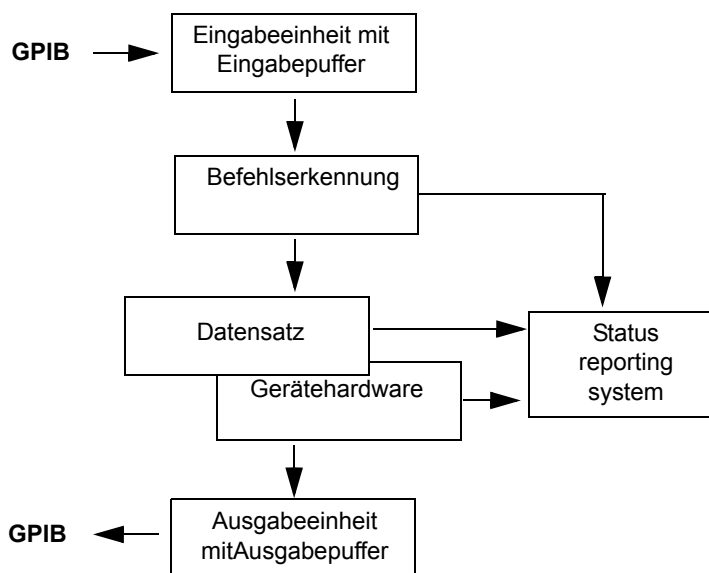 GPIB
Eingabeeinheit mit
Eingabepuffer
Befehlserkennung
Datensatz
Gerätehardware
Status
reporting
system
GPIB
Ausgabeeinheit
mitAusgabepuffer